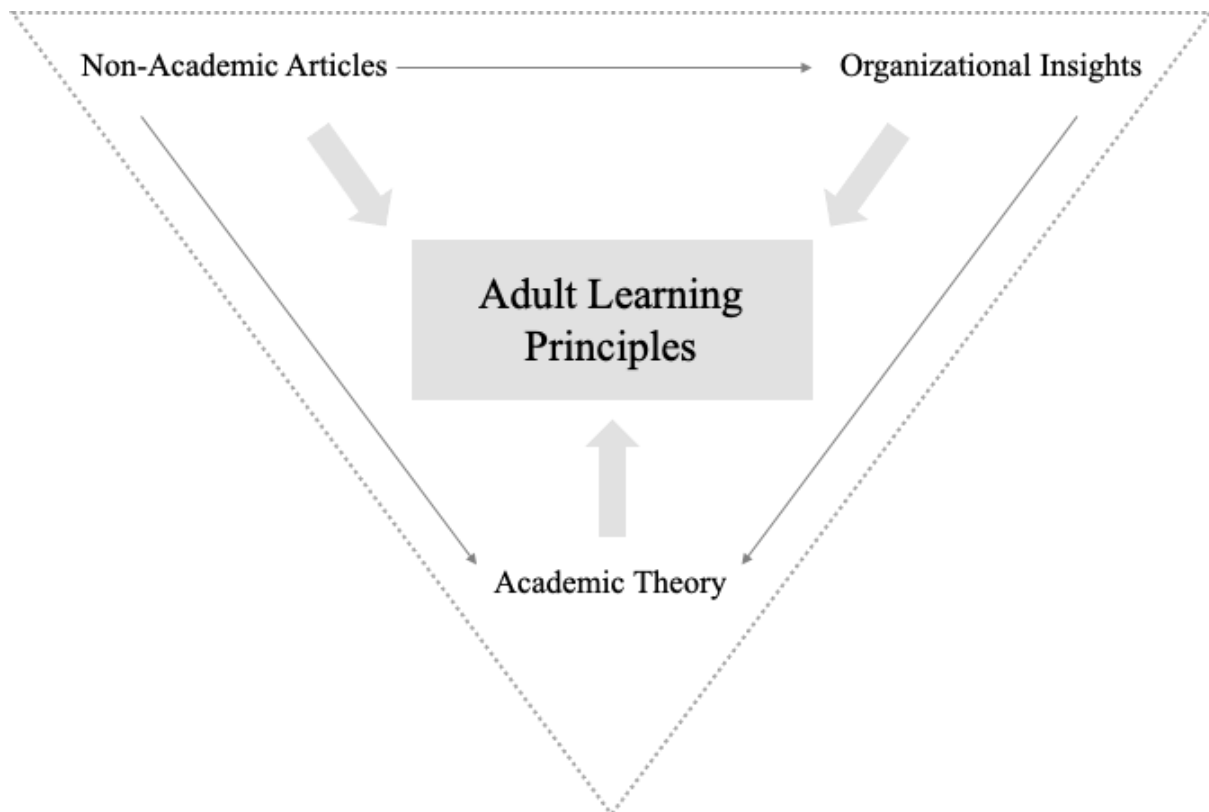 Non-Academic Articles
Organizational Insights
Adult Learning
Principles
Academic Theory